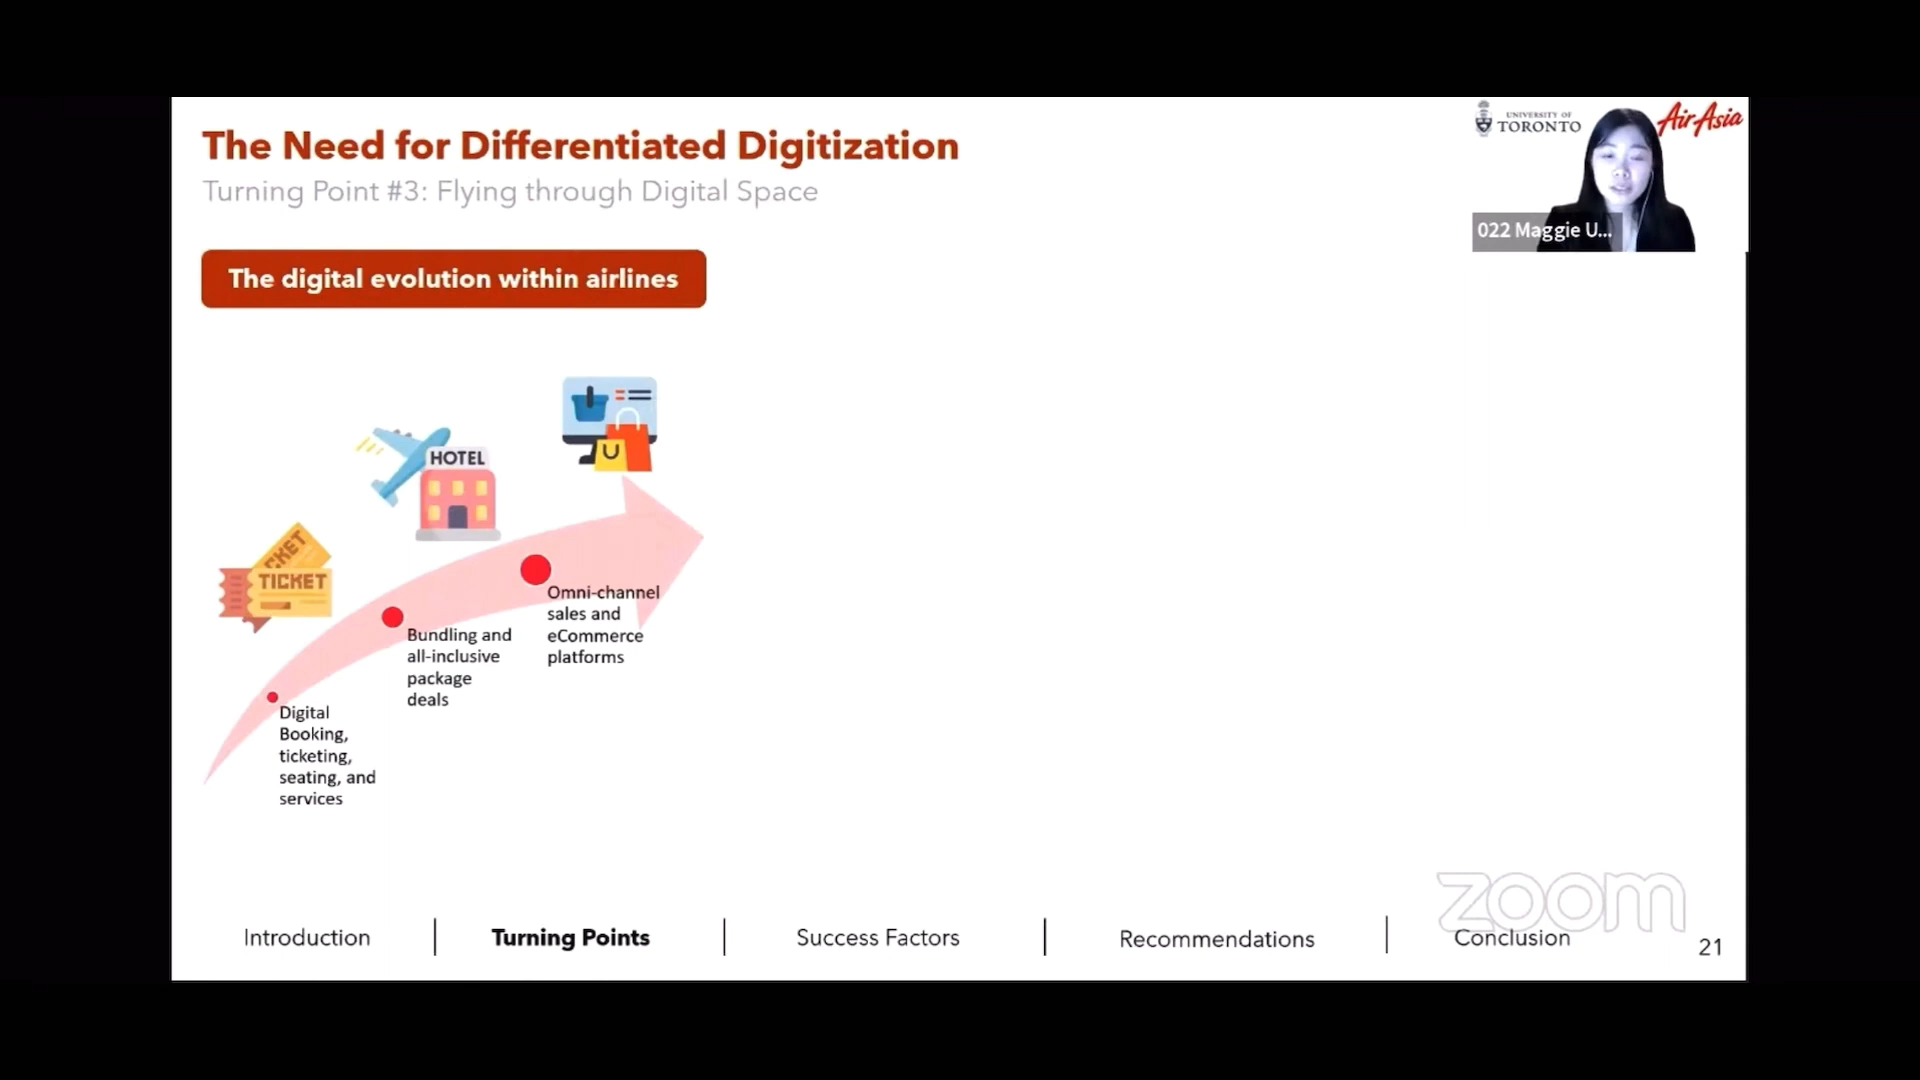 The Need for Differentiated Digitization
Turning Point #3: Flying through Digital Space
UNIVERSITY OF
TORONTO
AirAsia
022 Maggie U...
The digital evolution within airlines
HOTEL
CKET
TICKET
Omni-channel
sales and
eCommerce
platforms
Bundling and
all-inclusive
package
deals
Digital
Booking,
ticketing,
seating, and
services
zoom
Introduction
Turning Points
Success Factors
Recommendations
Conclusion
21